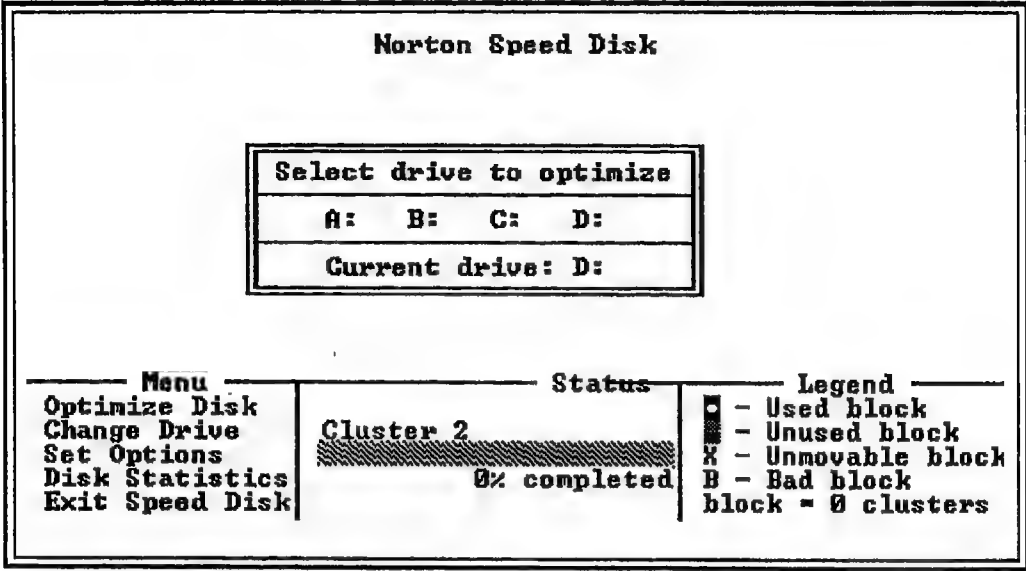 Norton Speed Disk
Select drive to optimize
A: B: C: D:
Current drive: D:
Menu
Optimize Disk
Change Drive
Set Options
Disk Statistics
Exit Speed Disk
Status
Cluster 2
0% completed
Legend
- Used block
- Unused block
X - Unmovable block
B - Bad block
block = 0 clusters